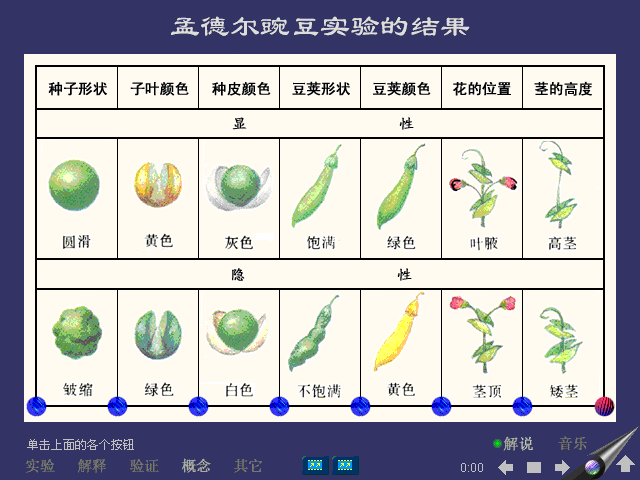 孟德尔豌豆实验的结果
种子形状 子叶颜色 种皮颜色 豆荚形状 豆荚颜色 花的位置 茎的高度
显 性
圆滑 黄色 灰色 饱满 绿色 叶腋 高茎
隐 性
皱缩 绿色 白色 不饱满 黄色 茎顶 矮茎
单击上面的各个按钮
解说 音乐
实验 解释 验证 概念 其它
0:00